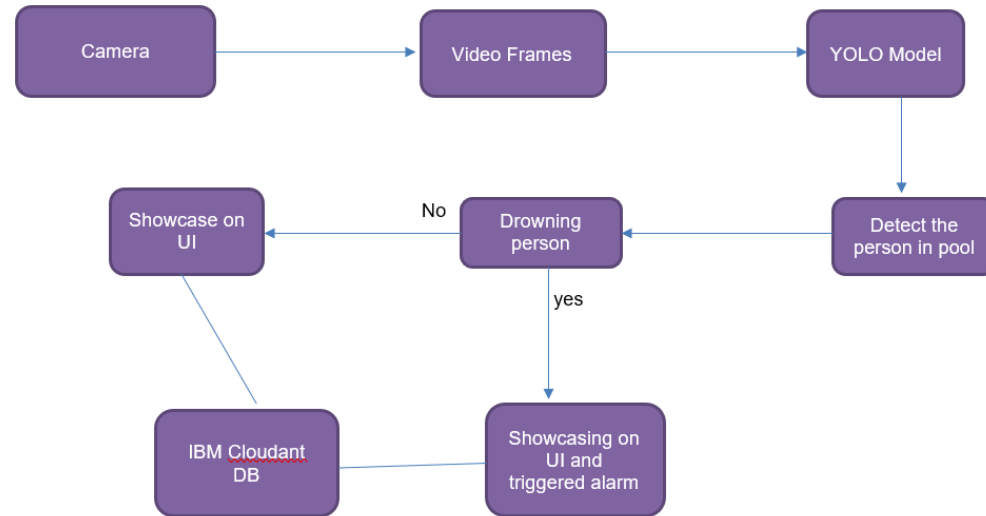 Camera
Video Frames
YOLO Model
Showcase on
UI
No
Drowning
person
Detect the
person in pool
yes
IBM Cloudant
DB
Showcasing on
UI and
triggered alarm